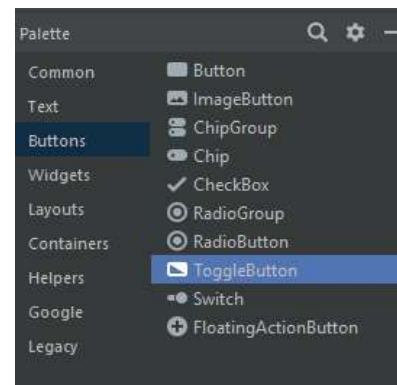 Palette
Common
Text
Buttons
Widgets
Layouts
Containers
Helpers
Google
Legacy
Button
ImageButton
ChipGroup
Chip
CheckBox
RadioGroup
RadioButton
ToggleButton
Switch
FloatingActionButton